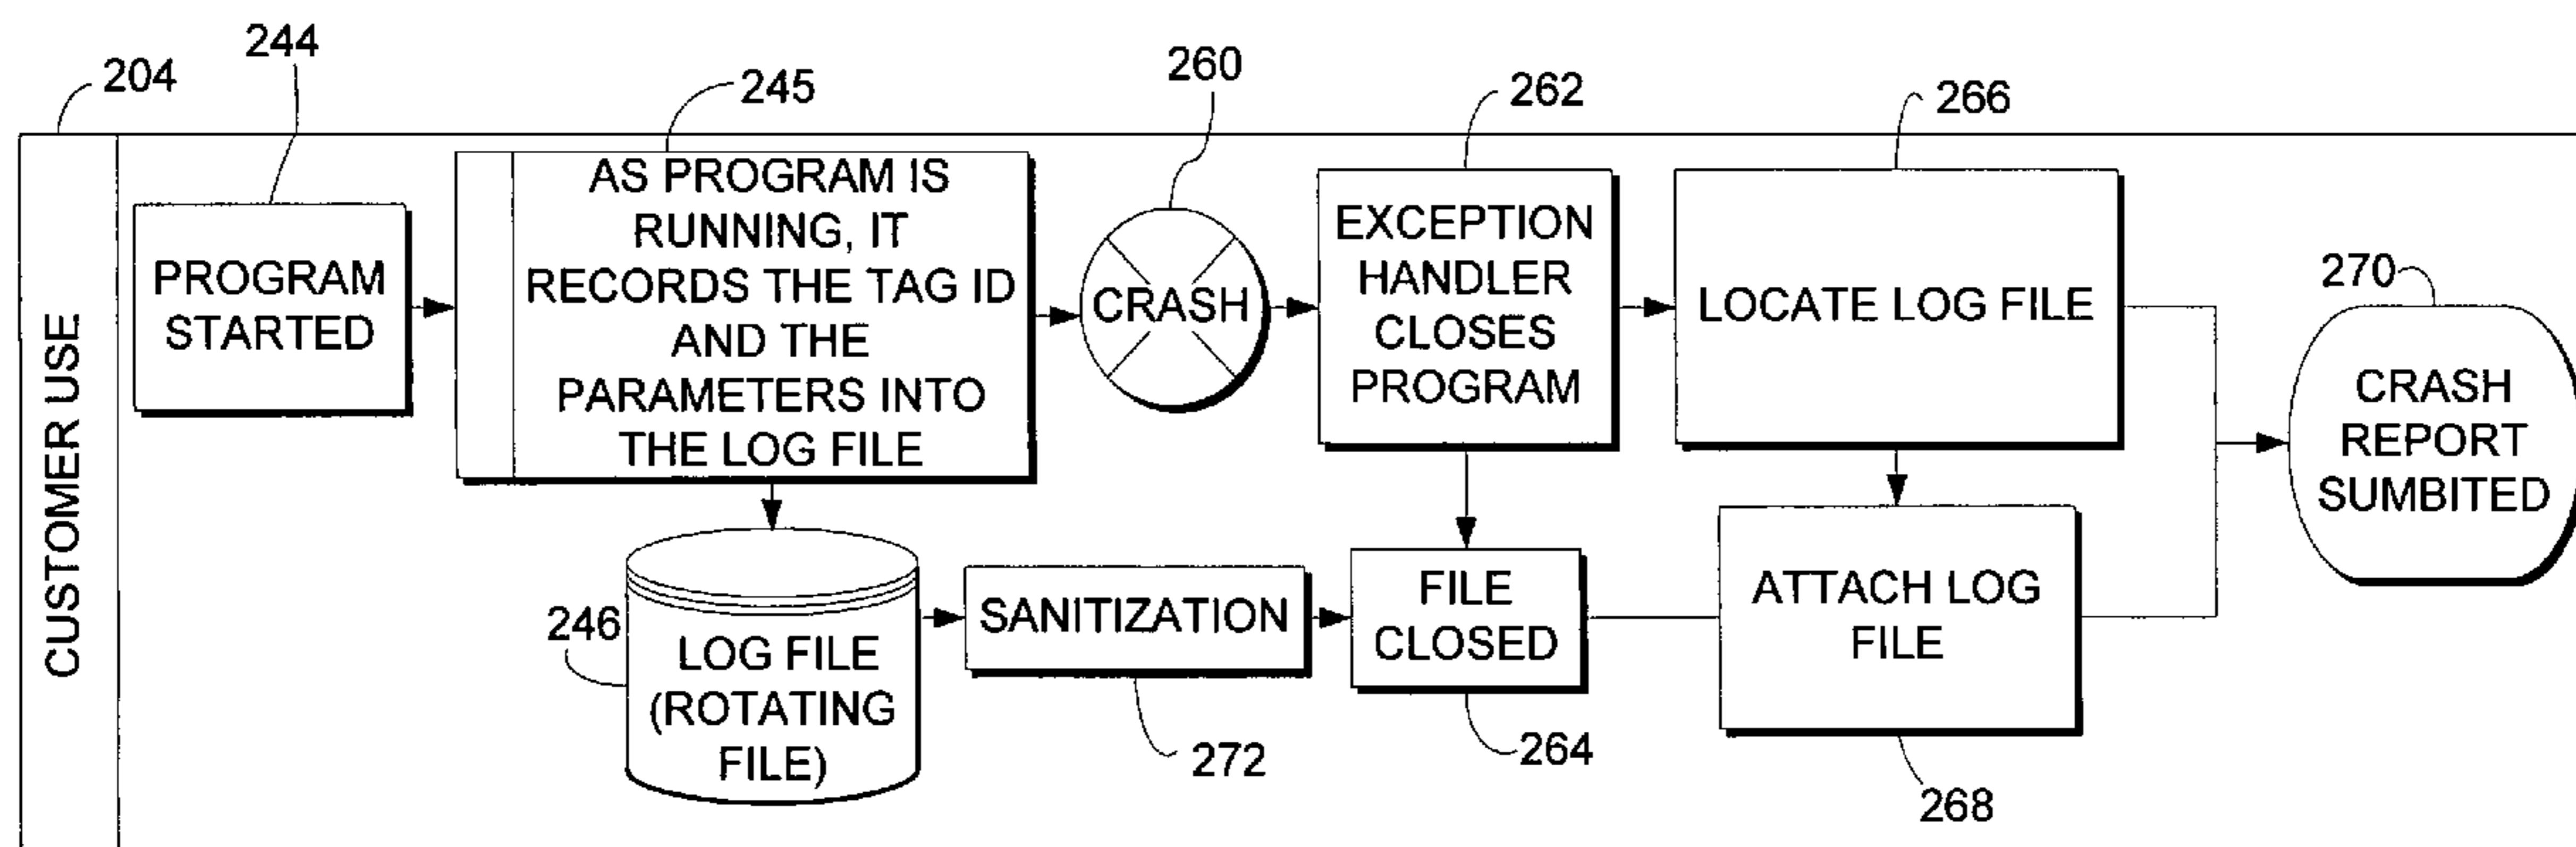 244
204
245
260
262
266
CUSTOMER USE
PROGRAM
STARTED
AS PROGRAM IS
RUNNING, IT
RECORDS THE TAG ID
AND THE
PARAMETERS INTO
THE LOG FILE
CRASH
EXCEPTION
HANDLER
CLOSES
PROGRAM
LOCATE LOG FILE
270
CRASH
REPORT
SUMBITED
246
LOG FILE
(ROTATING
FILE)
SANITIZATION
272
FILE
CLOSED
264
ATTACH LOG
FILE
268